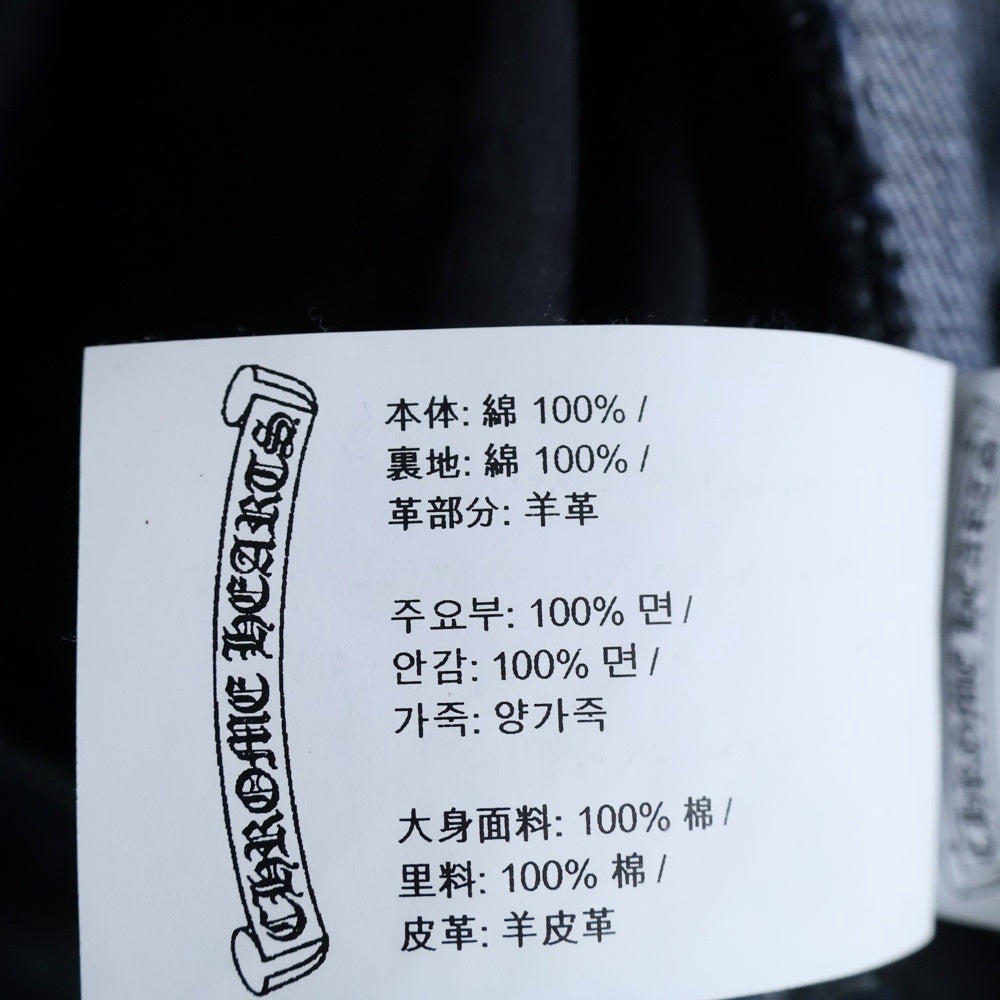 CHROME HEARTS
本体: 綿 100% /
裏地: 綿 100% /
革部分: 羊革
주요부: 100% 면 /
안감: 100% 면 /
가죽: 양가죽
大身面料: 100% 棉 /
里料: 100% 棉 /
皮革: 羊皮革